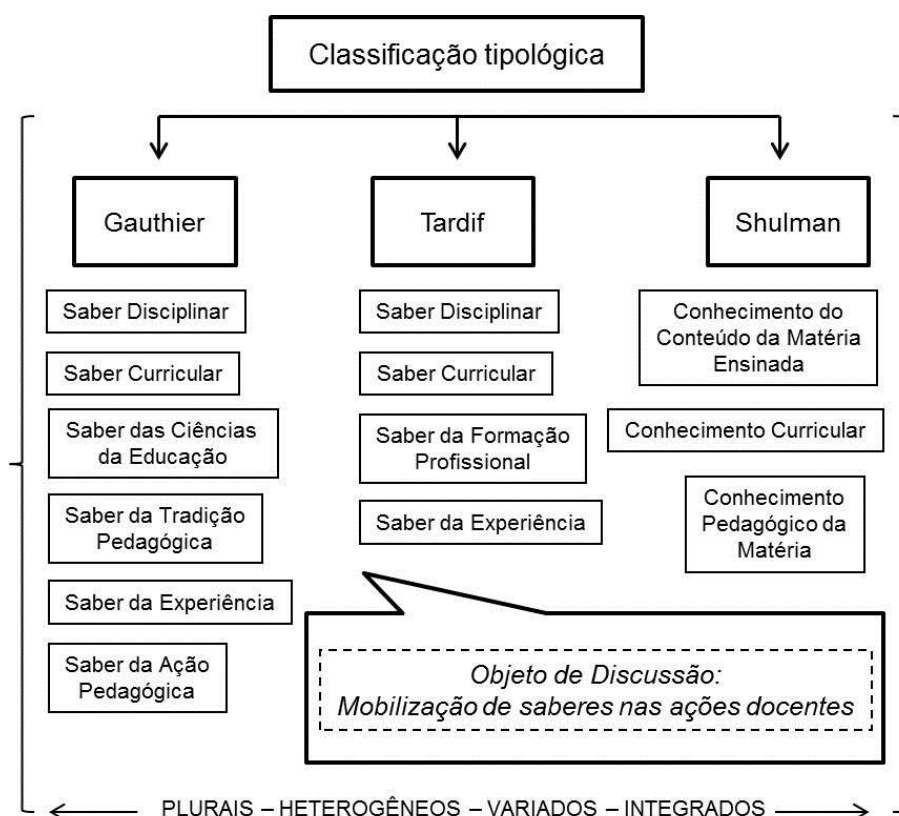 Classificação tipológica
Gauthier
Saber Disciplinar
Saber Curricular
Saber das Ciências
da Educação
Saber da Tradição
Pedagógica
Saber da Experiência
Saber da Ação
Pedagógica
Tardif
Saber Disciplinar
Saber Curricular
Saber da Formação
Profissional
Saber da Experiência
Shulman
Conhecimento do
Conteúdo da Matéria
Ensinada
Conhecimento Curricular
Conhecimento
Pedagógico da
Matéria
Objeto de Discussão:
Mobilização de saberes nas ações docentes
PLURAIS – HETEROGÊNEOS – VARIADOS – INTEGRADOS